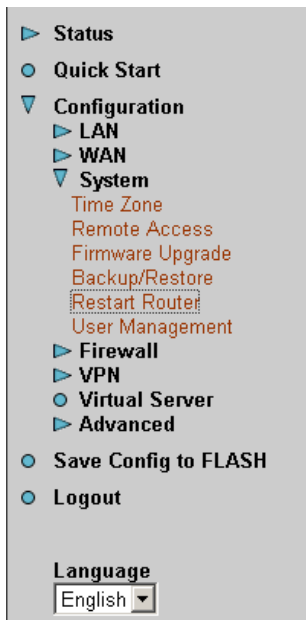 Status
Quick Start
Configuration
LAN
WAN
System
Time Zone
Remote Access
Firmware Upgrade
Backup/Restore
Restart Router
User Management
Firewall
VPN
Virtual Server
Advanced
Save Config to FLASH
Logout
Language
English